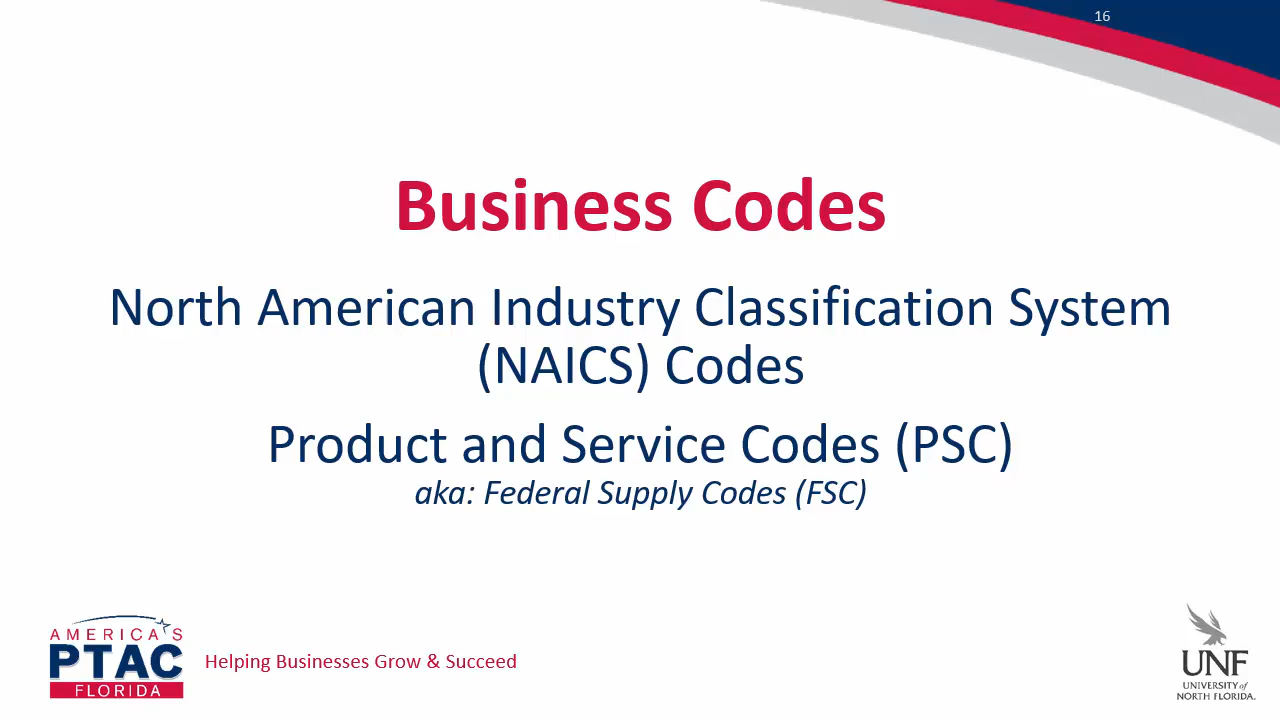 16
Business Codes
North American Industry Classification System
(NAICS) Codes
Product and Service Codes (PSC)
aka: Federal Supply Codes (FSC)
AMERICA'S
PTAC
FLORIDA
Helping Businesses Grow & Succeed
UNF
UNIVERSITY of
NORTH FLORIDA.